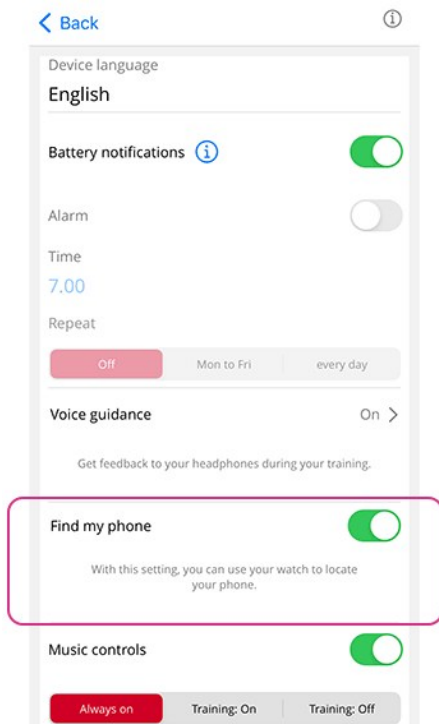 Back
Device language
English
Battery notifications
Alarm
Time
7.00
Repeat
Off Mon to Fri every day
Voice guidance On
Get feedback to your headphones during your training.
Find my phone
With this setting, you can use your watch to locate
your phone.
Music controls
Always on Training: On Training: Off